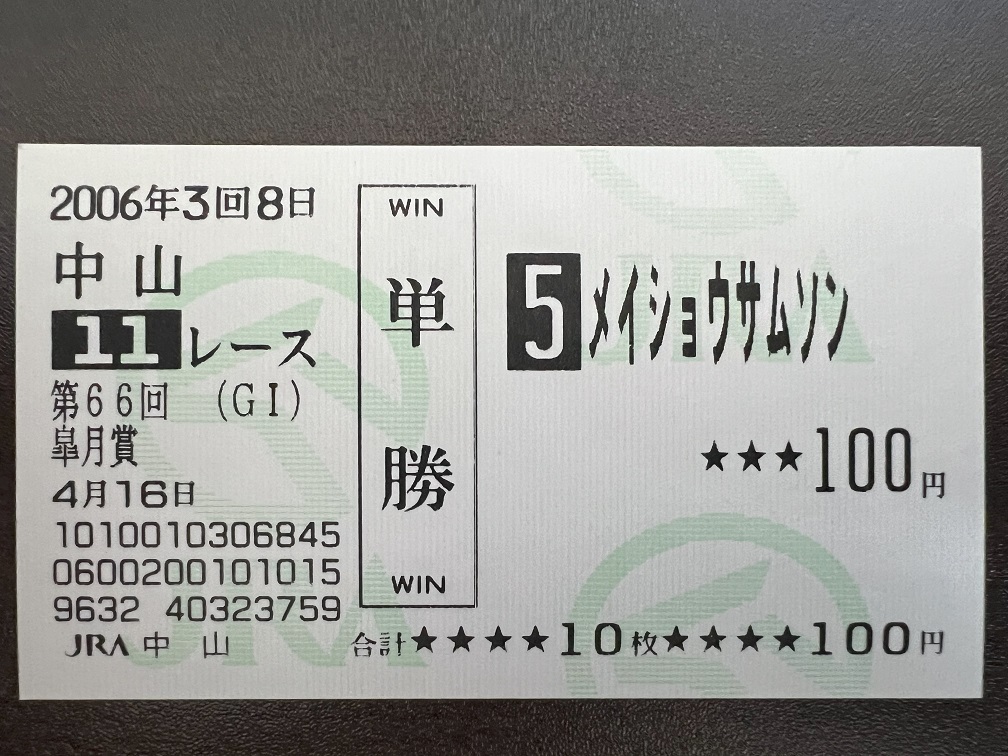 2006年3回8日
中山
11レース
第66回 (GI)
皐月賞
4月16日
1010010306845
0600200101015
9632 40323759
JRA 中 山
WIN
単勝
WIN
5 メイショウサムソン
★★★100円
合計★★★★10枚★★★★100円
JRA
JRA